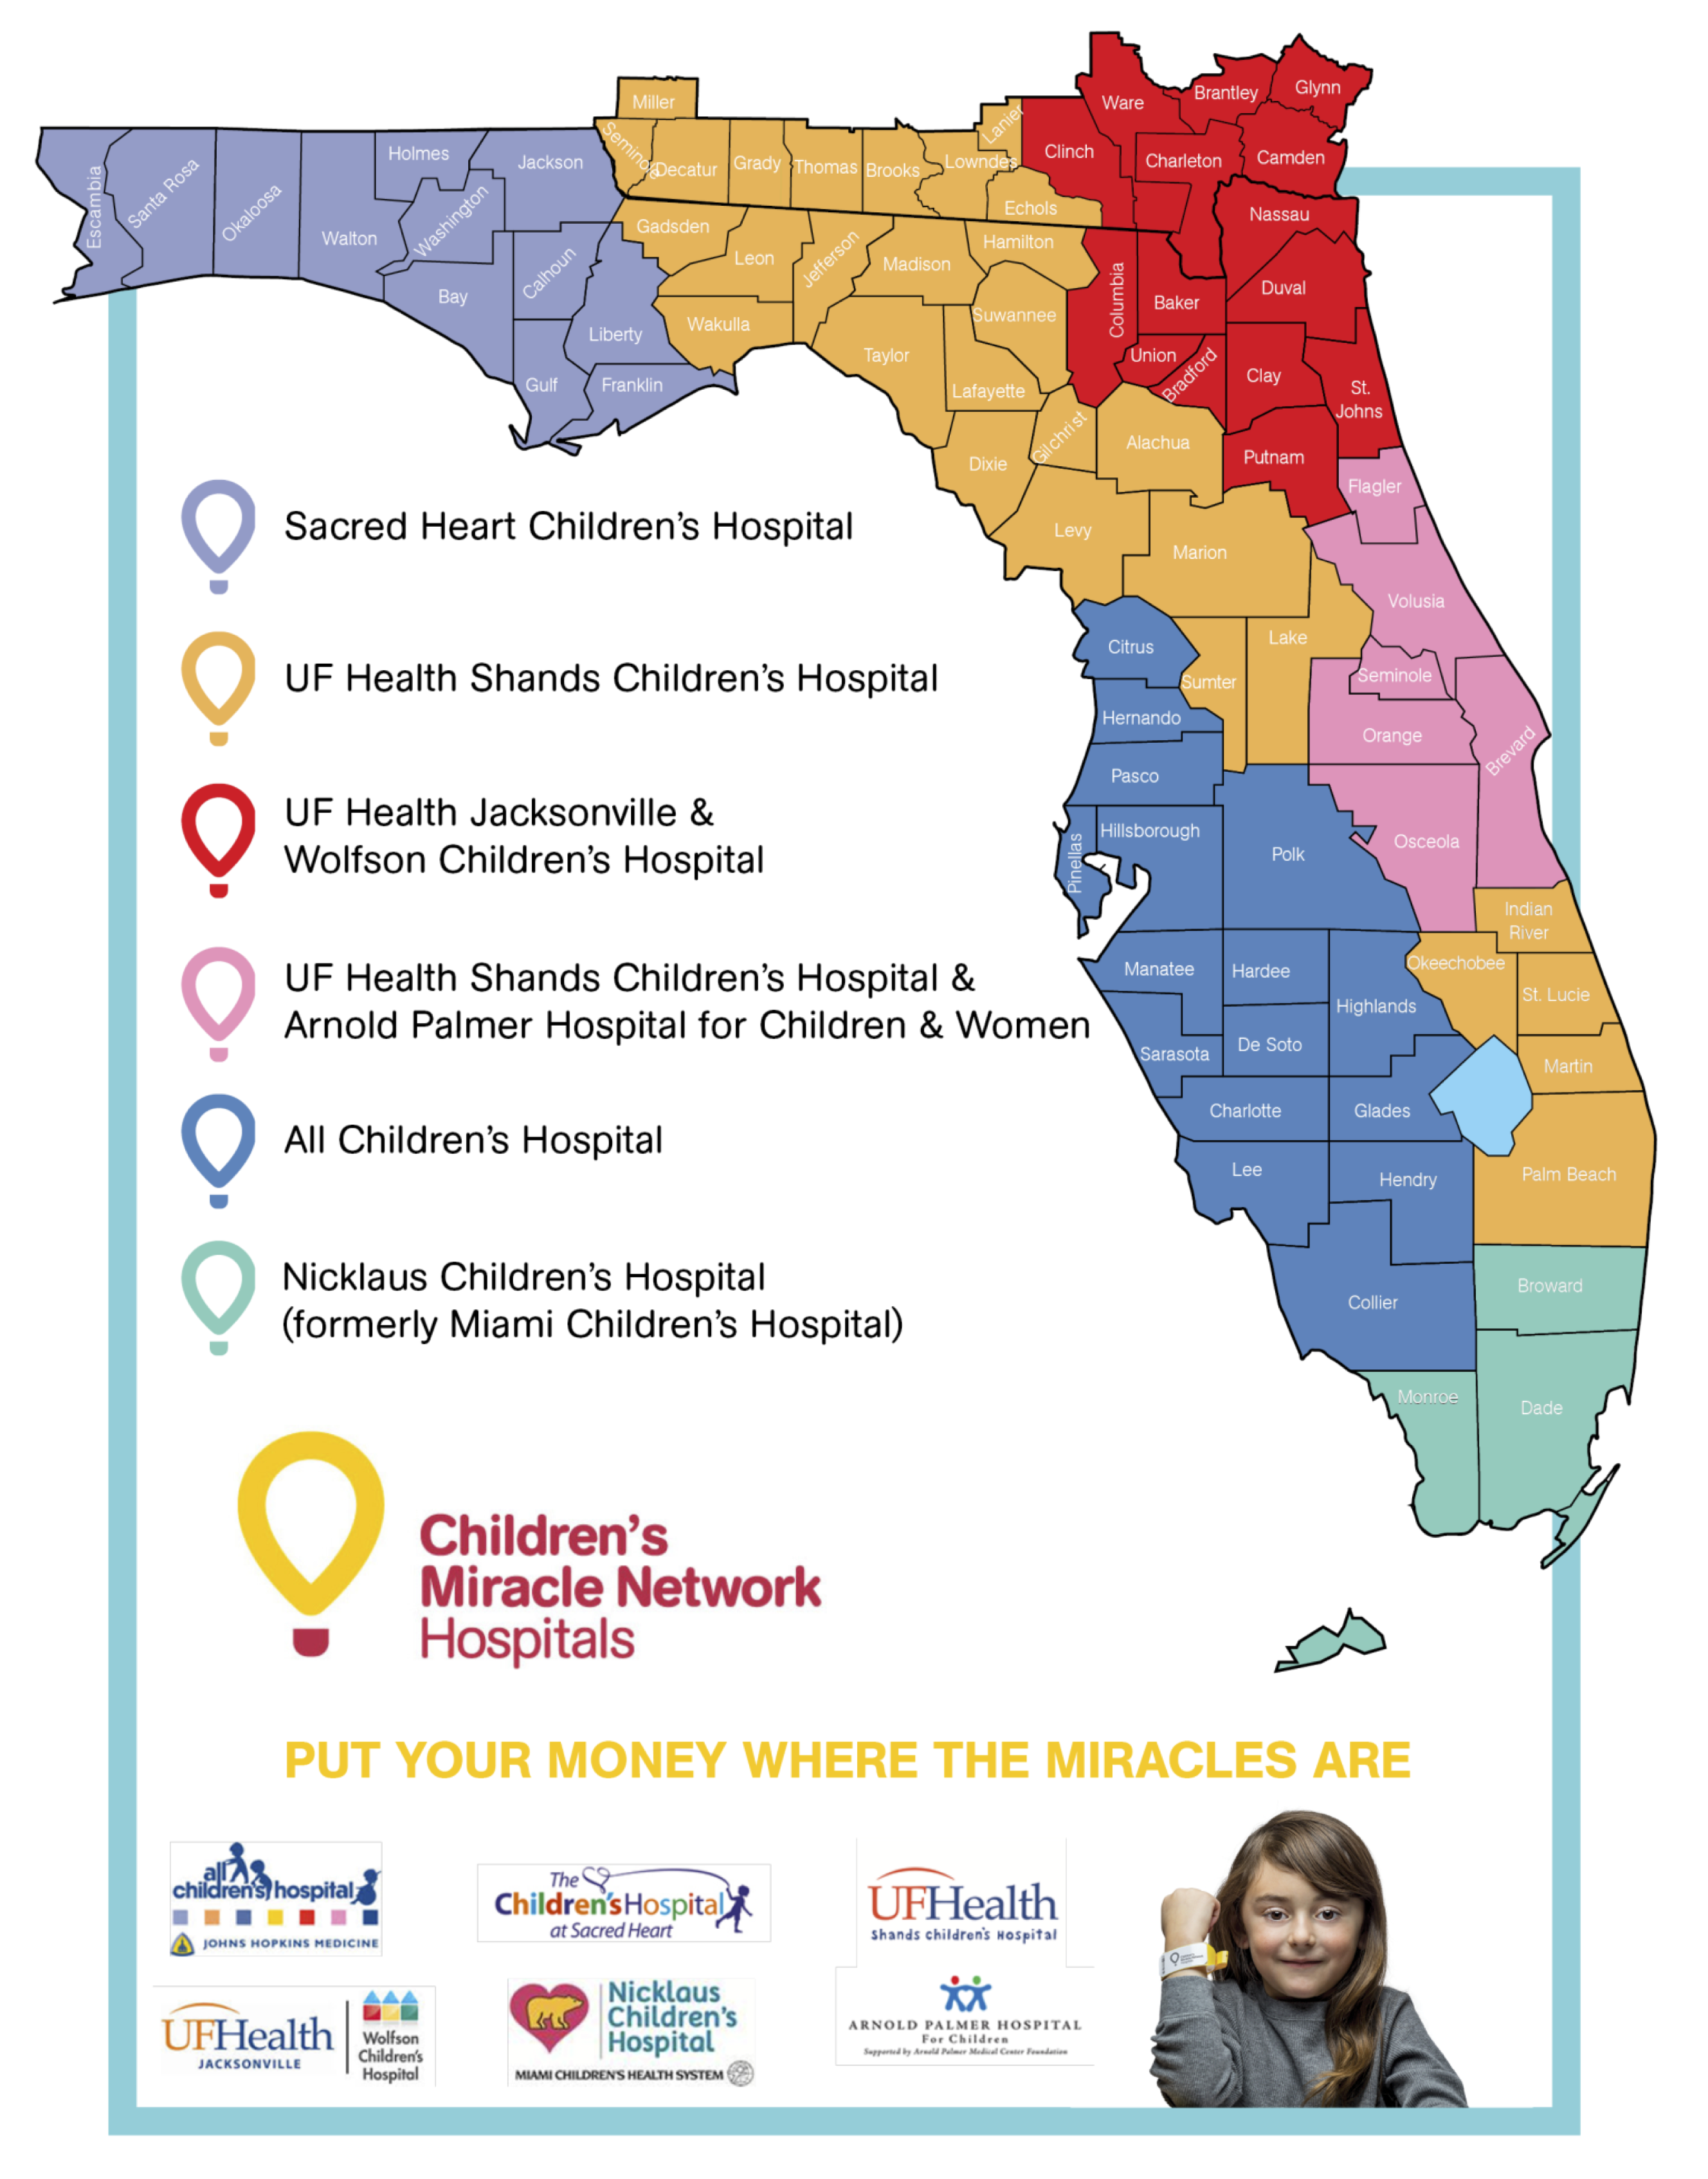 Miller
Seminole
Decatur
Grady
Thomas
Brooks
Lowndes
Lanier
Echols
Clinch
Ware
Brantley
Glynn
Charleton
Camden
Escambia
Santa Rosa
Okaloosa
Walton
Holmes
Washington
Jackson
Bay
Calhoun
Gulf
Liberty
Franklin
Gadsden
Leon
Wakulla
Jefferson
Madison
Taylor
Hamilton
Suwannee
Lafayette
Dixie
Gilchrist
Columbia
Baker
Nassau
Duval
Union
Bradford
Clay
St.
Johns
Alachua
Putnam
Flagler
Levy
Marion
Volusia
Citrus
Sumter
Lake
Seminole
Hernando
Orange
Brevard
Pasco
Pinellas
Hillsborough
Polk
Osceola
Indian
River
Manatee
Hardee
Highlands
Okeechobee
St. Lucie
Sarasota
De Soto
Martin
Charlotte
Glades
Lee
Hendry
Palm Beach
Collier
Broward
Monroe
Dade
Sacred Heart Children's Hospital
UF Health Shands Children's Hospital
UF Health Jacksonville &
Wolfson Children's Hospital
UF Health Shands Children's Hospital &
Arnold Palmer Hospital for Children & Women
All Children's Hospital
Nicklaus Children's Hospital
(formerly Miami Children's Hospital)
Children's
Miracle Network
Hospitals
PUT YOUR MONEY WHERE THE MIRACLES ARE
all
children's hospital
JOHNS HOPKINS MEDICINE
The
Children's Hospital
at Sacred Heart
UFHealth
Shands children's Hospital
UFHealth
JACKSONVILLE
Wolfson
Children's
Hospital
Nicklaus
Children's
Hospital
MIAMI CHILDREN'S HEALTH SYSTEM
ARNOLD PALMER HOSPITAL
For Children
Supported by Arnold Palmer Medical Center Foundation